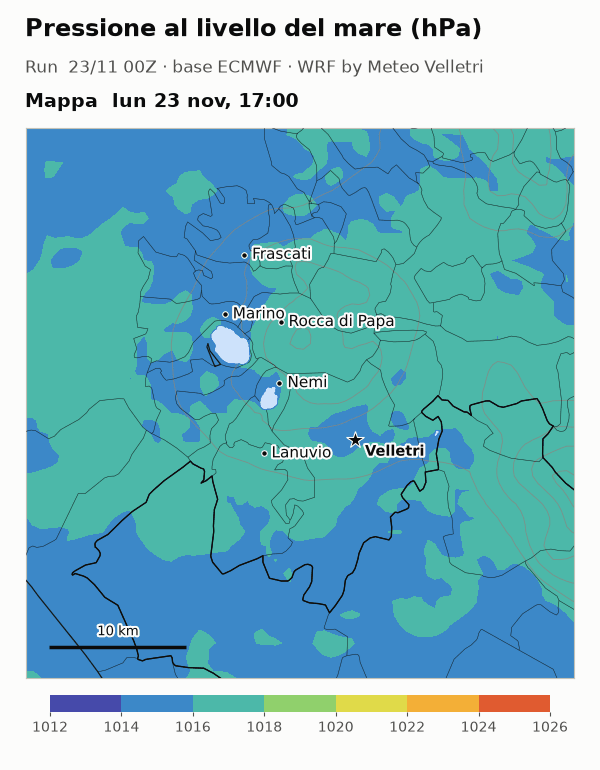 Pressione al livello del mare (hPa)
Run  23/11 00Z · base ECMWF · WRF by Meteo Velletri
Mappa  lun 23 nov, 17:00
Frascati
Marino
Rocca di Papa
Nemi
Velletri
Lanuvio
10 km
1012 1014 1016 1018 1020 1022 1024 1026